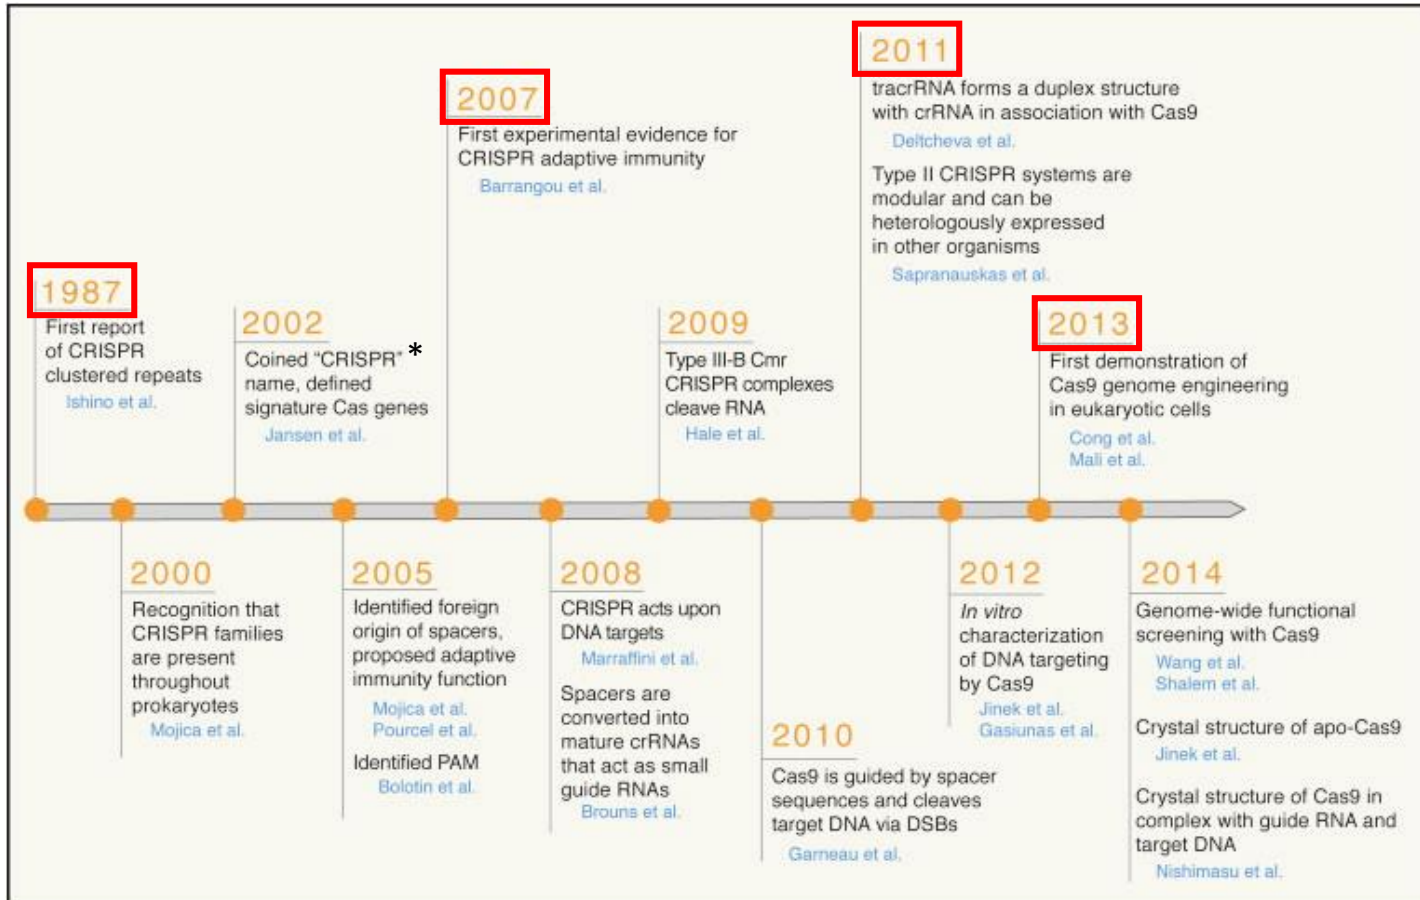 1987
First report
of CRISPR
clustered repeats
Ishino et al.
2000
Recognition that
CRISPR families
are present
throughout
prokaryotes
Mojica et al.
2002
Coined “CRISPR” *
name, defined
signature Cas genes
Jansen et al.
2005
Identified foreign
origin of spacers,
proposed adaptive
immunity function
Mojica et al.
Pourcel et al.
Identified PAM
Bolotin et al.
2007
First experimental evidence for
CRISPR adaptive immunity
Barrangou et al.
2008
CRISPR acts upon
DNA targets
Marraffini et al.
Spacers are
converted into
mature crRNAs
that act as small
guide RNAs
Brouns et al.
2009
Type III-B Cmr
CRISPR complexes
cleave RNA
Hale et al.
2010
Cas9 is guided by spacer
sequences and cleaves
target DNA via DSBs
Garneau et al.
2011
tracrRNA forms a duplex structure
with crRNA in association with Cas9
Deltcheva et al.
Type II CRISPR systems are
modular and can be
heterologously expressed
in other organisms
Sapranauskas et al.
2012
In vitro
characterization
of DNA targeting
by Cas9
Jinek et al.
Gasiunas et al.
2013
First demonstration of
Cas9 genome engineering
in eukaryotic cells
Cong et al.
Mali et al.
2014
Genome-wide functional
screening with Cas9
Wang et al.
Shalem et al.
Crystal structure of apo-Cas9
Jinek et al.
Crystal structure of Cas9 in
complex with guide RNA and
target DNA
Nishimasu et al.